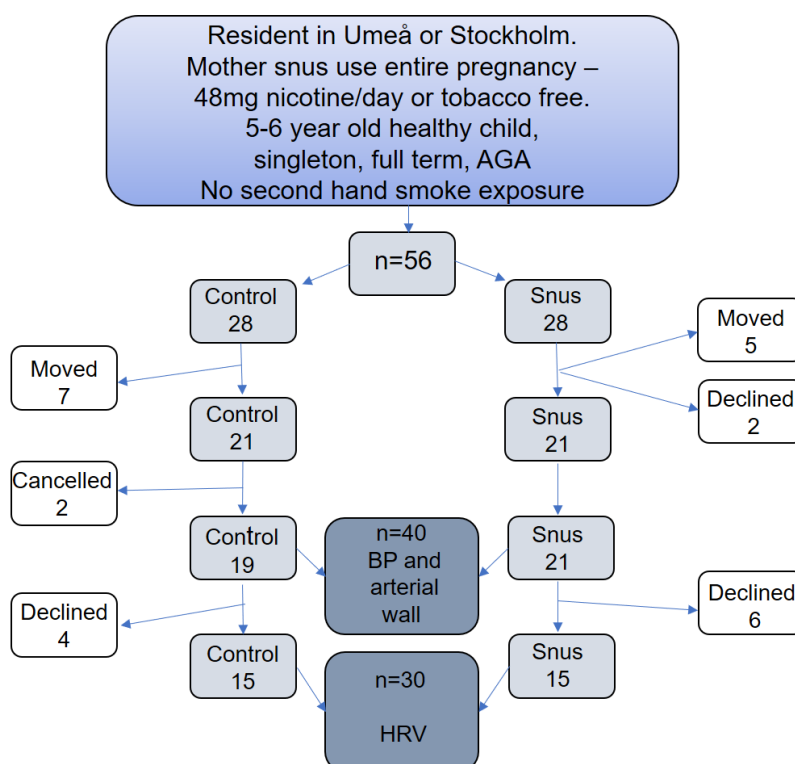 Resident in Umeå or Stockholm.
Mother snus use entire pregnancy –
48mg nicotine/day or tobacco free.
5-6 year old healthy child,
singleton, full term, AGA
No second hand smoke exposure
n=56
Control
28
Snus
28
Moved
7
Moved
5
Declined
2
Control
21
Snus
21
Cancelled
2
Control
19
n=40
BP and
arterial
wall
Snus
21
Declined
4
Declined
6
Control
15
n=30
HRV
Snus
15